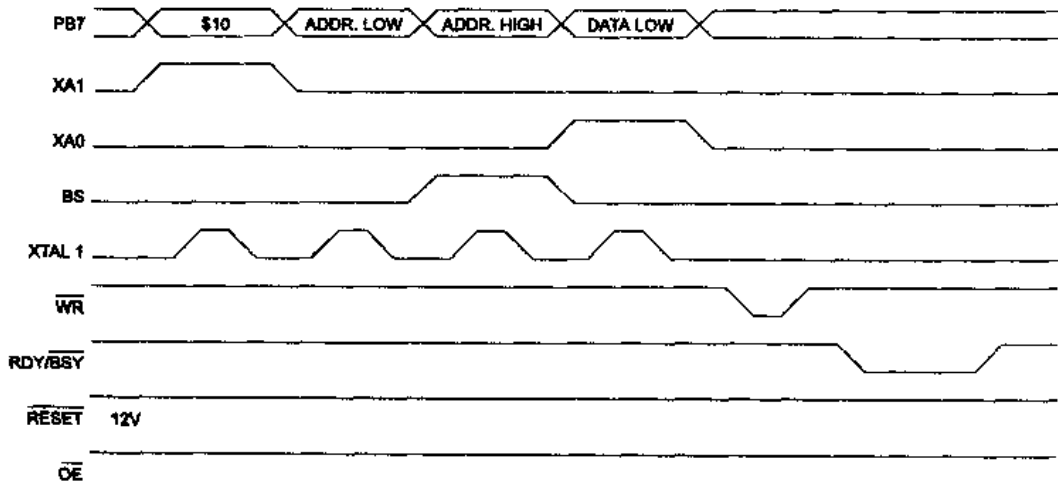 PB7 $10 ADDR. LOW ADDR. HIGH DATA LOW
XA1
XA0
BS
XTAL 1
WR
RDY/BSY
RESET 12V
OE